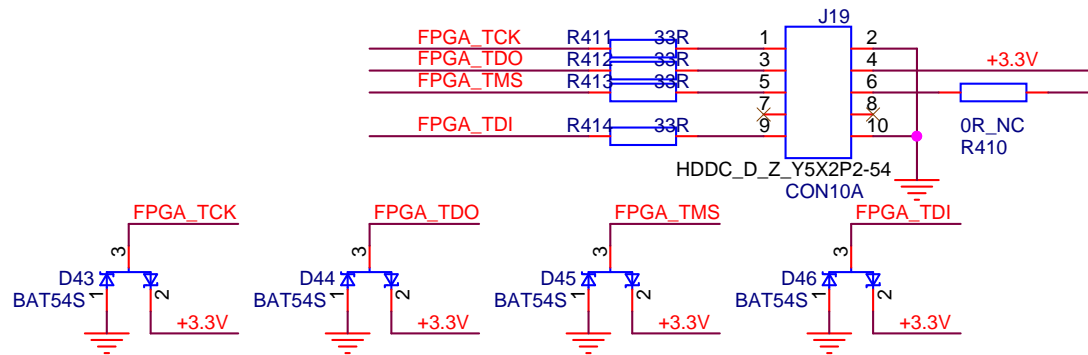 J19
FPGA_TCK R411 33R 1 2
FPGA_TDO R412 33R 3 4 +3.3V
FPGA_TMS R413 33R 5 6
7 8
FPGA_TDI R414 33R 9 10
0R_NC
R410
HDDC_D_Z_Y5X2P2-54
CON10A
FPGA_TCK FPGA_TDO FPGA_TMS FPGA_TDI
3 3 3 3
D43 D44 D45 D46
BAT54S BAT54S BAT54S BAT54S
1 2 1 2 1 2 1 2
+3.3V +3.3V +3.3V +3.3V